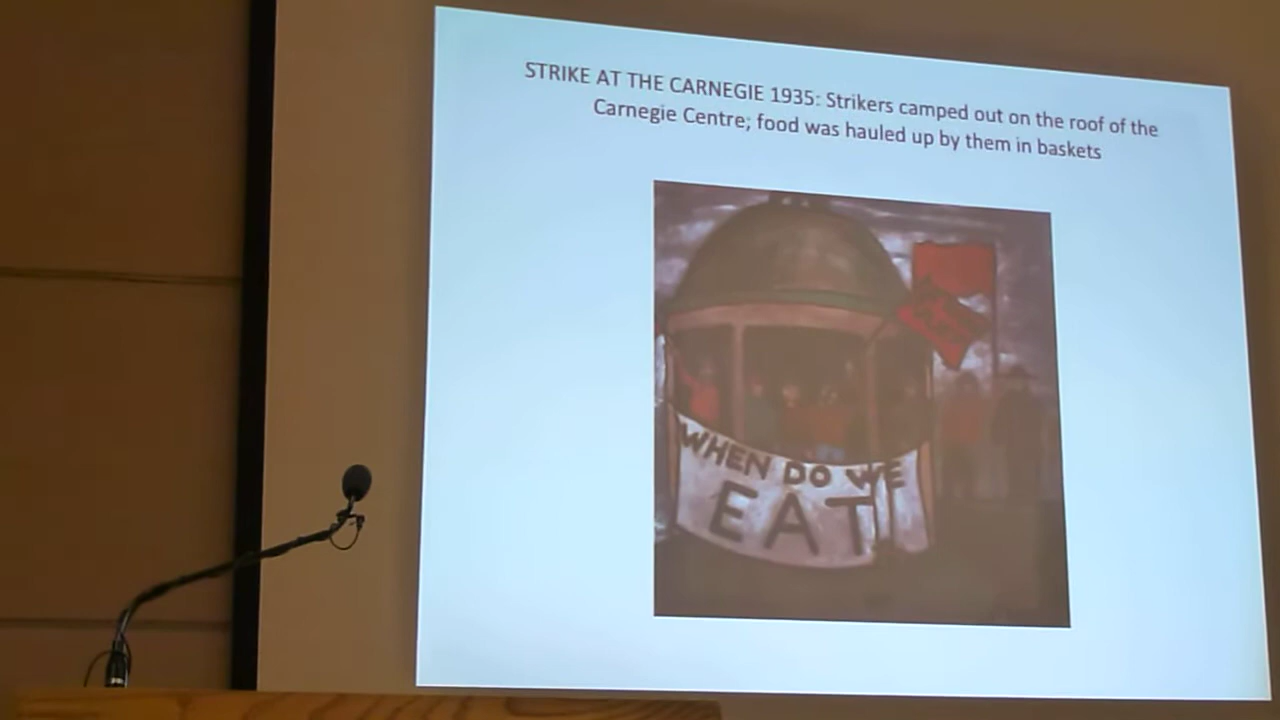 STRIKE AT THE CARNEGIE 1935: Strikers camped out on the roof of the
Carnegie Centre; food was hauled up by them in baskets
WHEN DO WE
EAT